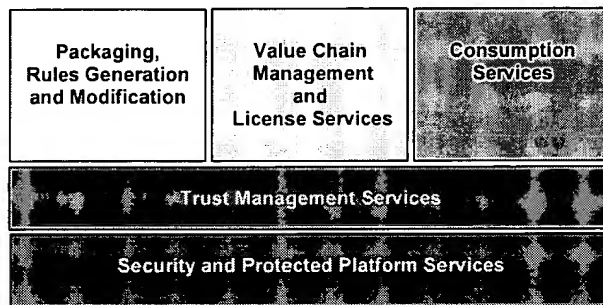 Packaging,
Rules Generation
and Modification
Value Chain
Management
and
License Services
Consumption
Services
Trust Management Services
Security and Protected Platform Services